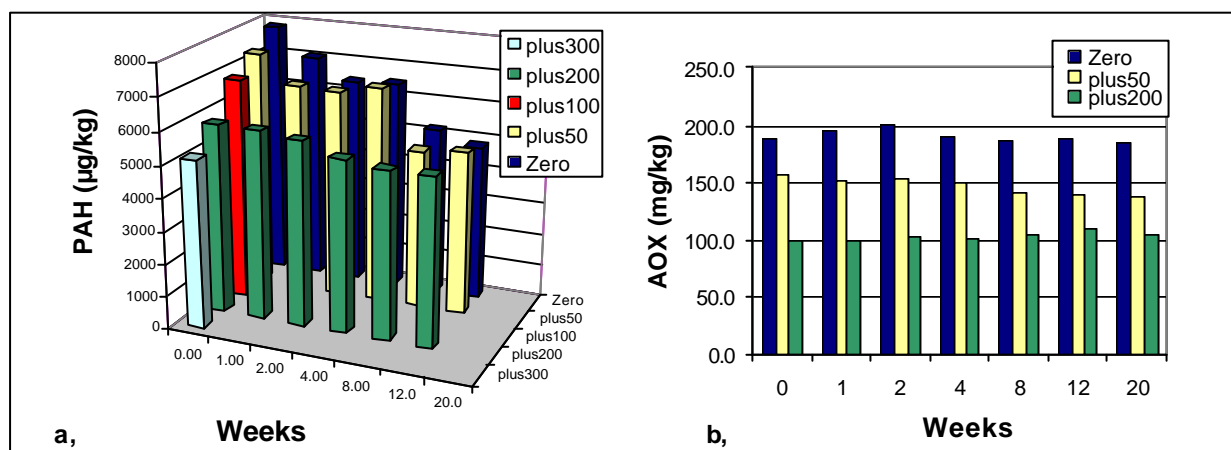 PAH (µg/kg)
8000
7000
6000
5000
4000
3000
2000
1000
0
0.00
1.00
2.00
4.00
8.00
12.0
20.0
Zero
plus50
plus100
plus200
plus300
plus300
plus200
plus100
plus50
Zero
a,
Weeks
AOX (mg/kg)
250.0
200.0
150.0
100.0
50.0
0.0
0 1 2 4 8 12 20
Zero
plus50
plus200
b,
Weeks